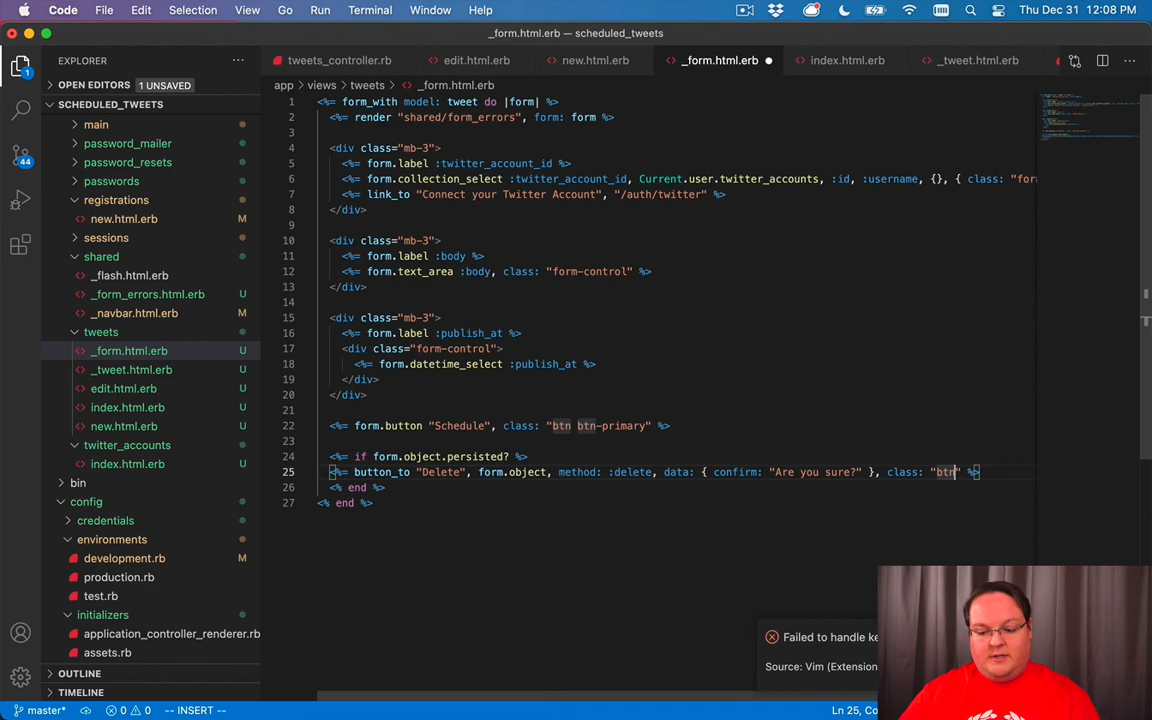 Code File Edit Selection View Go Run Terminal Window Help Thu Dec 31 12:08 PM
_form.html.erb — scheduled_tweets
EXPLORER
tweets_controller.rb edit.html.erb new.html.erb _form.html.erb index.html.erb _tweet.html.erb
OPEN EDITORS 1 UNSAVED
app › views › tweets › _form.html.erb
SCHEDULED_TWEETS
main
password_mailer
password_resets
passwords
registrations
new.html.erb M
sessions
shared
_flash.html.erb
_form_errors.html.erb U
_navbar.html.erb M
tweets
_form.html.erb U
_tweet.html.erb U
edit.html.erb U
index.html.erb U
new.html.erb U
twitter_accounts
index.html.erb U
bin
config
credentials
environments
development.rb M
production.rb
test.rb
initializers
application_controller_renderer.rb
assets.rb
OUTLINE
TIMELINE
1
44
1 <%= form_with model: tweet do |form| %>
2 <%= render "shared/form_errors", form: form %>
3
4 <div class="mb-3">
5 <%= form.label :twitter_account_id %>
6 <%= form.collection_select :twitter_account_id, Current.user.twitter_accounts, :id, :username, {}, { class: "for
7 <%= link_to "Connect your Twitter Account", "/auth/twitter" %>
8 </div>
9
10 <div class="mb-3">
11 <%= form.label :body %>
12 <%= form.text_area :body, class: "form-control" %>
13 </div>
14
15 <div class="mb-3">
16 <%= form.label :publish_at %>
17 <div class="form-control">
18 <%= form.datetime_select :publish_at %>
19 </div>
20 </div>
21
22 <%= form.button "Schedule", class: "btn btn-primary" %>
23
24 <%= if form.object.persisted? %>
25 <%= button_to "Delete", form.object, method: :delete, data: { confirm: "Are you sure?" }, class: "btn" %>
26 <% end %>
27 <% end %>
Failed to handle ke
Source: Vim (Extension
master* 0 0 -- INSERT -- Ln 25, Co